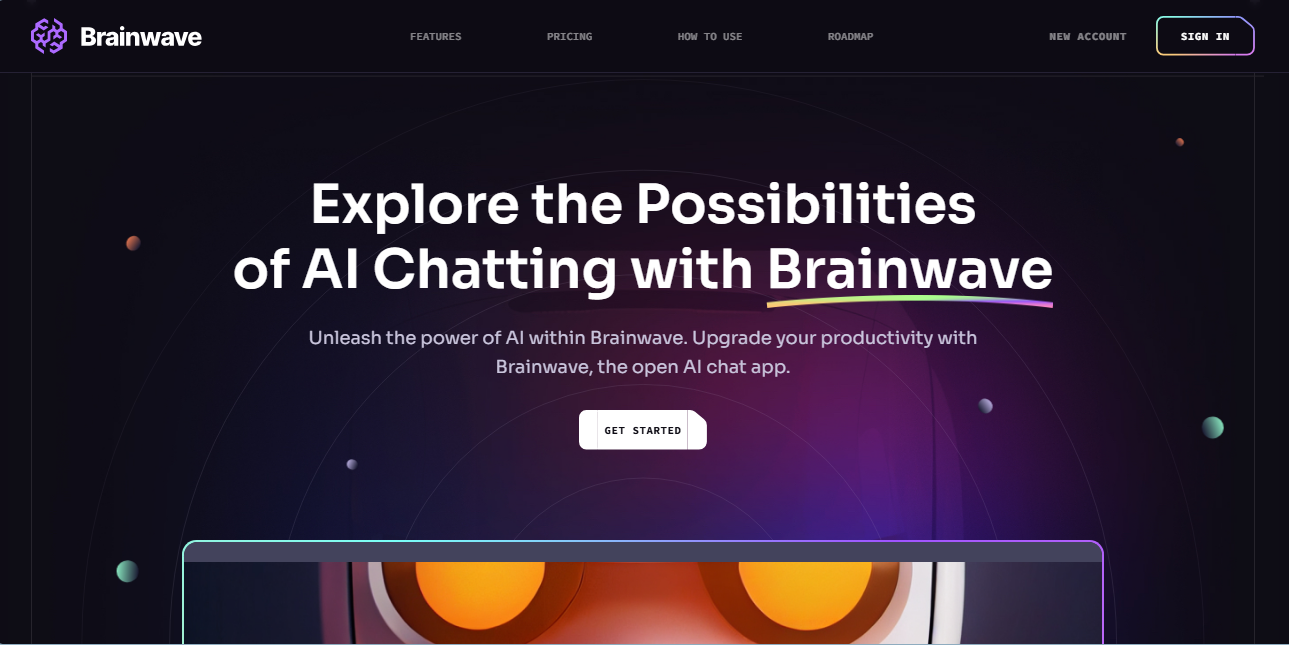 Brainwave
FEATURES
PRICING
HOW TO USE
ROADMAP
NEW ACCOUNT
SIGN IN
Explore the Possibilities
of AI Chatting with Brainwave
Unleash the power of AI within Brainwave. Upgrade your productivity with
Brainwave, the open AI chat app.
GET STARTED